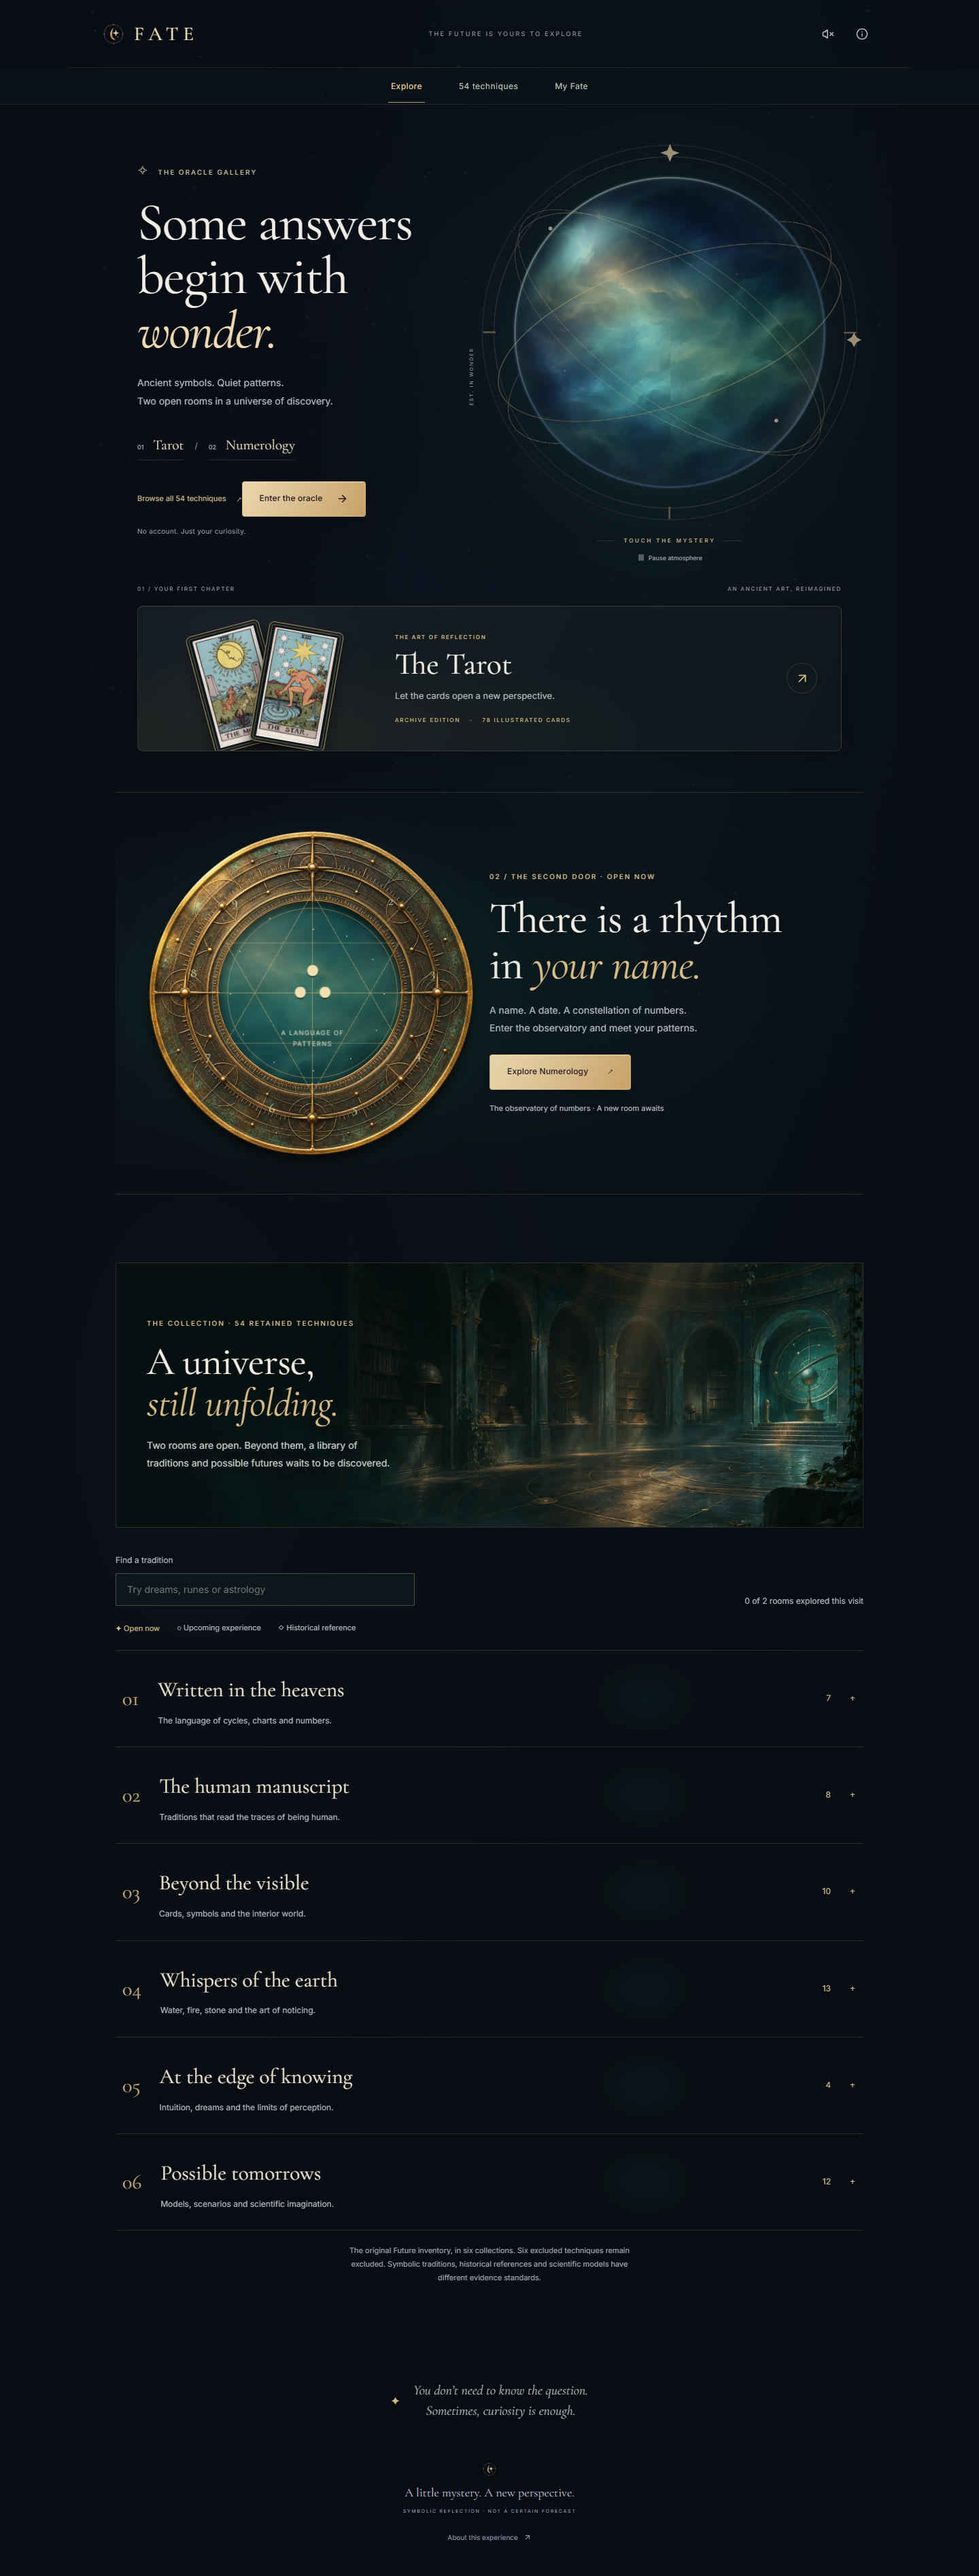 FATE
THE FUTURE IS YOURS TO EXPLORE
Explore
54 techniques
My Fate
THE ORACLE GALLERY
Some answers
begin with
wonder.
Ancient symbols. Quiet patterns.
Two open rooms in a universe of discovery.
01 Tarot / 02 Numerology
Browse all 54 techniques ↗
Enter the oracle →
No account. Just your curiosity.
EST. IN WONDER
TOUCH THE MYSTERY
Pause atmosphere
01 / YOUR FIRST CHAPTER
AN ANCIENT ART, REIMAGINED
XVII
THE STAR
THE ART OF REFLECTION
The Tarot
Let the cards open a new perspective.
ARCHIVE EDITION · 78 ILLUSTRATED CARDS
9
2
8
3
7
4
6
5
A LANGUAGE OF
PATTERNS
02 / THE SECOND DOOR · OPEN NOW
There is a rhythm
in your name.
A name. A date. A constellation of numbers.
Enter the observatory and meet your patterns.
Explore Numerology ↗
The observatory of numbers · A new room awaits
THE COLLECTION · 54 RETAINED TECHNIQUES
A universe,
still unfolding.
Two rooms are open. Beyond them, a library of
traditions and possible futures waits to be discovered.
Find a tradition
Try dreams, runes or astrology
0 of 2 rooms explored this visit
✦ Open now
○ Upcoming experience
◇ Historical reference
01 Written in the heavens
The language of cycles, charts and numbers.
7 +
02 The human manuscript
Traditions that read the traces of being human.
8 +
03 Beyond the visible
Cards, symbols and the interior world.
10 +
04 Whispers of the earth
Water, fire, stone and the art of noticing.
13 +
05 At the edge of knowing
Intuition, dreams and the limits of perception.
4 +
06 Possible tomorrows
Models, scenarios and scientific imagination.
12 +
The original Future inventory, in six collections. Six excluded techniques remain
excluded. Symbolic traditions, historical references and scientific models have
different evidence standards.
You don't need to know the question.
Sometimes, curiosity is enough.
A little mystery. A new perspective.
SYMBOLIC REFLECTION · NOT A CERTAIN FORECAST
About this experience ↗